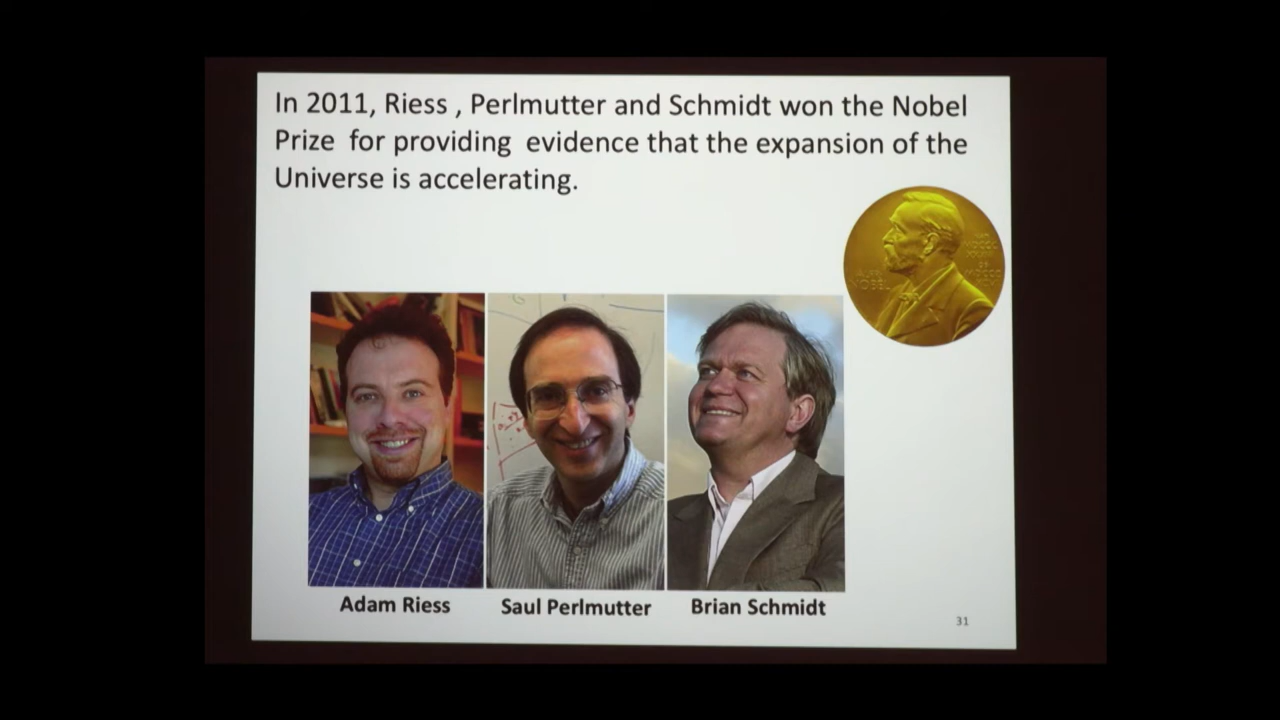 In 2011, Riess , Perlmutter and Schmidt won the Nobel
Prize  for providing  evidence that the expansion of the
Universe is accelerating.
NOBEL
Adam Riess
Saul Perlmutter
Brian Schmidt
31